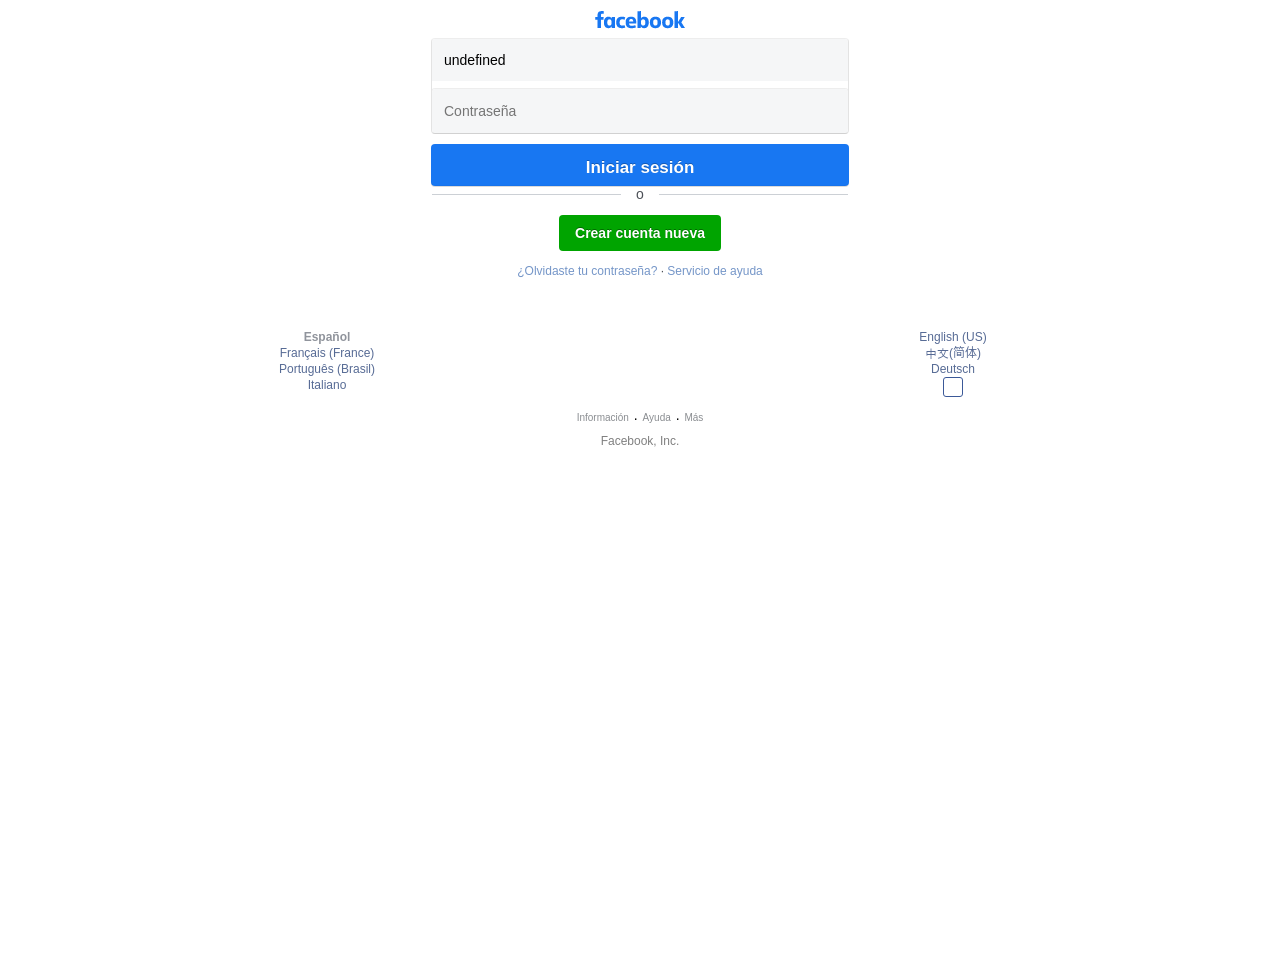 facebook
undefined
Contraseña
Iniciar sesión
o
Crear cuenta nueva
¿Olvidaste tu contraseña? · Servicio de ayuda
Español
Français (France)
Português (Brasil)
Italiano
English (US)
中文(简体)
Deutsch
Información · Ayuda · Más
Facebook, Inc.